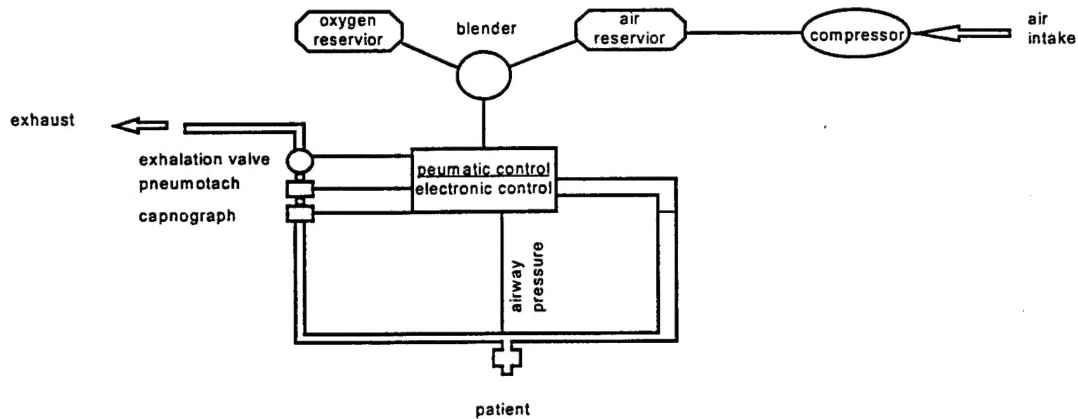 oxygen
reservior
blender
air
reservior
compressor
air
intake
exhaust
exhalation valve
pneumotach
capnograph
peumatic control
electronic control
airway
pressure
patient